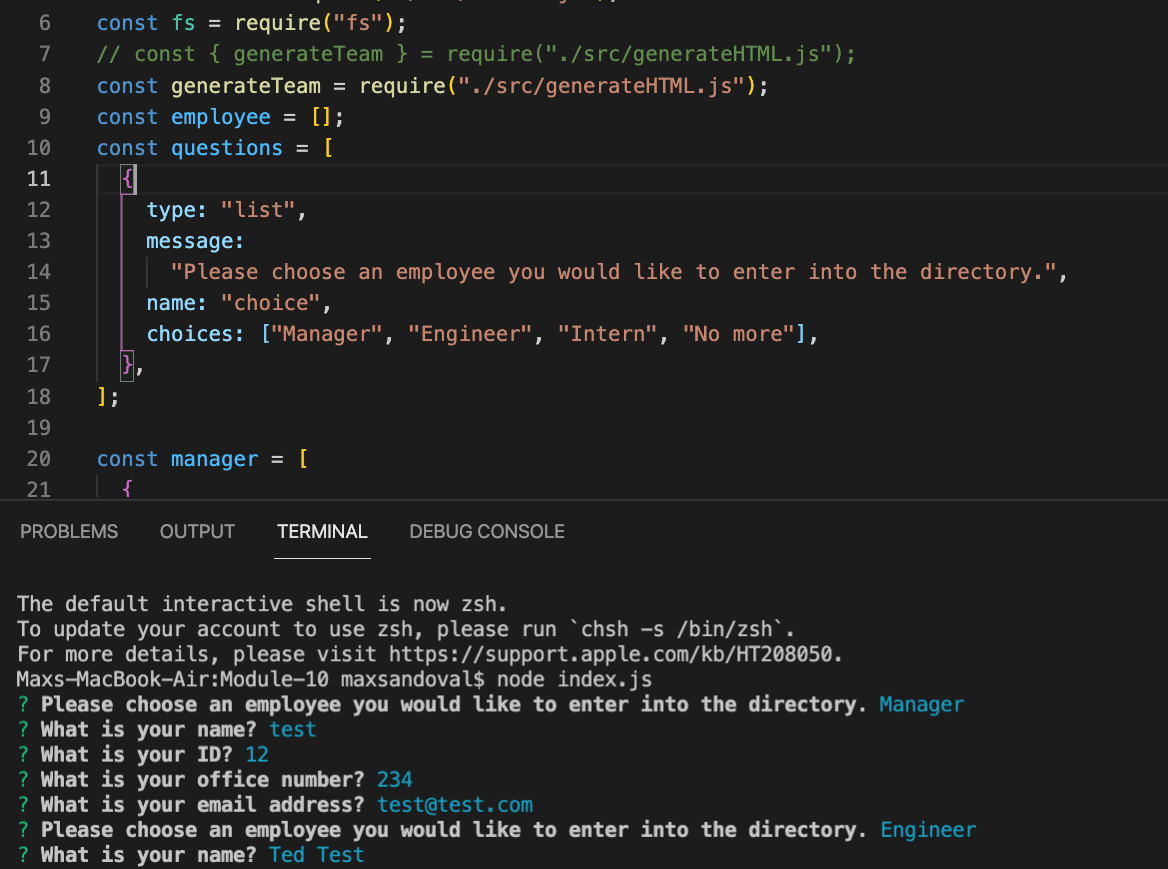 6 const fs = require("fs");
7 // const { generateTeam } = require("./src/generateHTML.js");
8 const generateTeam = require("./src/generateHTML.js");
9 const employee = [];
10 const questions = [
11 {
12 type: "list",
13 message:
14 "Please choose an employee you would like to enter into the directory.",
15 name: "choice",
16 choices: ["Manager", "Engineer", "Intern", "No more"],
17 },
18 ];
19
20 const manager = [
21 {
PROBLEMS OUTPUT TERMINAL DEBUG CONSOLE
The default interactive shell is now zsh.
To update your account to use zsh, please run `chsh -s /bin/zsh`.
For more details, please visit https://support.apple.com/kb/HT208050.
Maxs-MacBook-Air:Module-10 maxsandoval$ node index.js
? Please choose an employee you would like to enter into the directory. Manager
? What is your name? test
? What is your ID? 12
? What is your office number? 234
? What is your email address? test@test.com
? Please choose an employee you would like to enter into the directory. Engineer
? What is your name? Ted Test